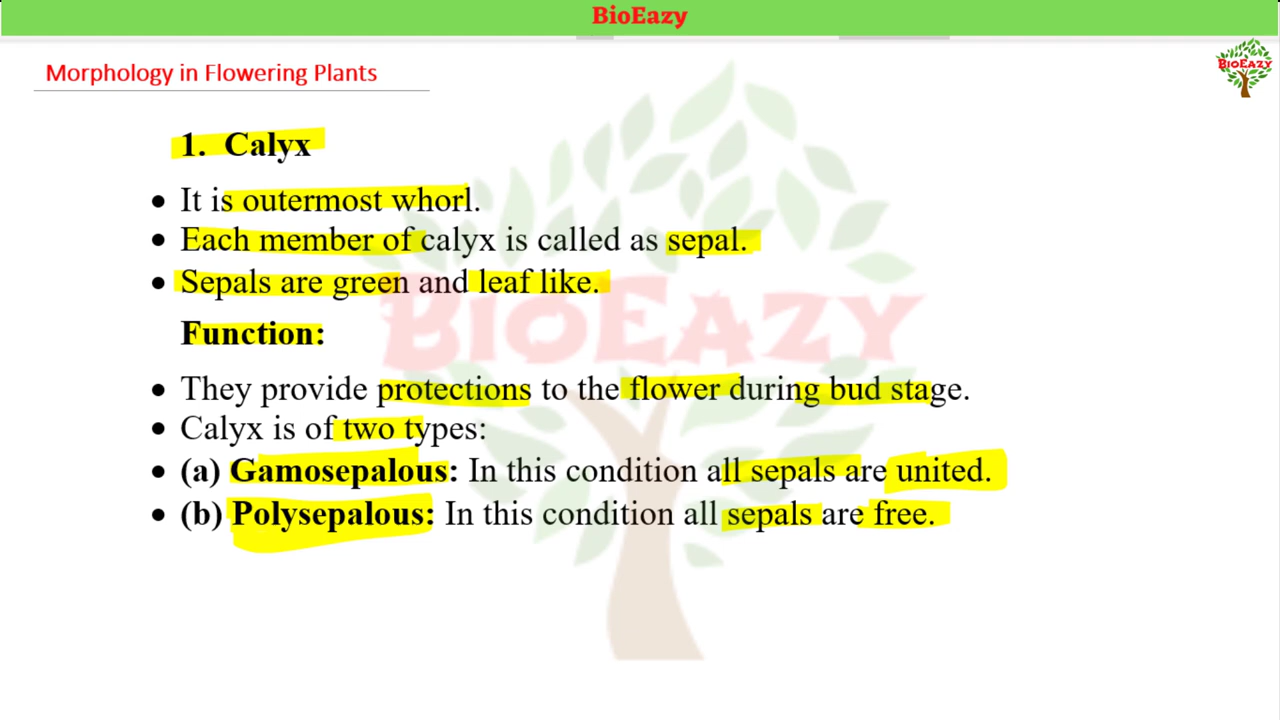 BioEazy
Morphology in Flowering Plants
BIOEAZY
1. Calyx
• It is outermost whorl.
• Each member of calyx is called as sepal.
• Sepals are green and leaf like.
BIOEAZY
Function:
• They provide protections to the flower during bud stage.
• Calyx is of two types:
• (a) Gamosepalous: In this condition all sepals are united.
• (b) Polysepalous: In this condition all sepals are free.